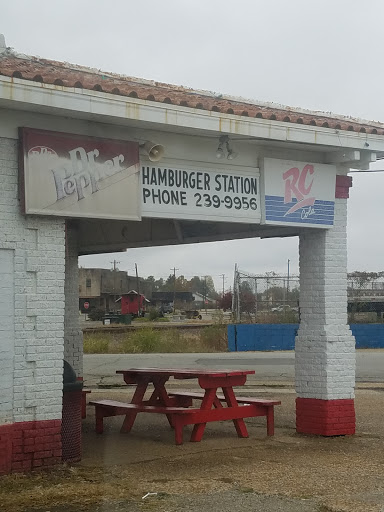 Dr
Pepper
HAMBURGER STATION
PHONE 239-9956
RC
Cola